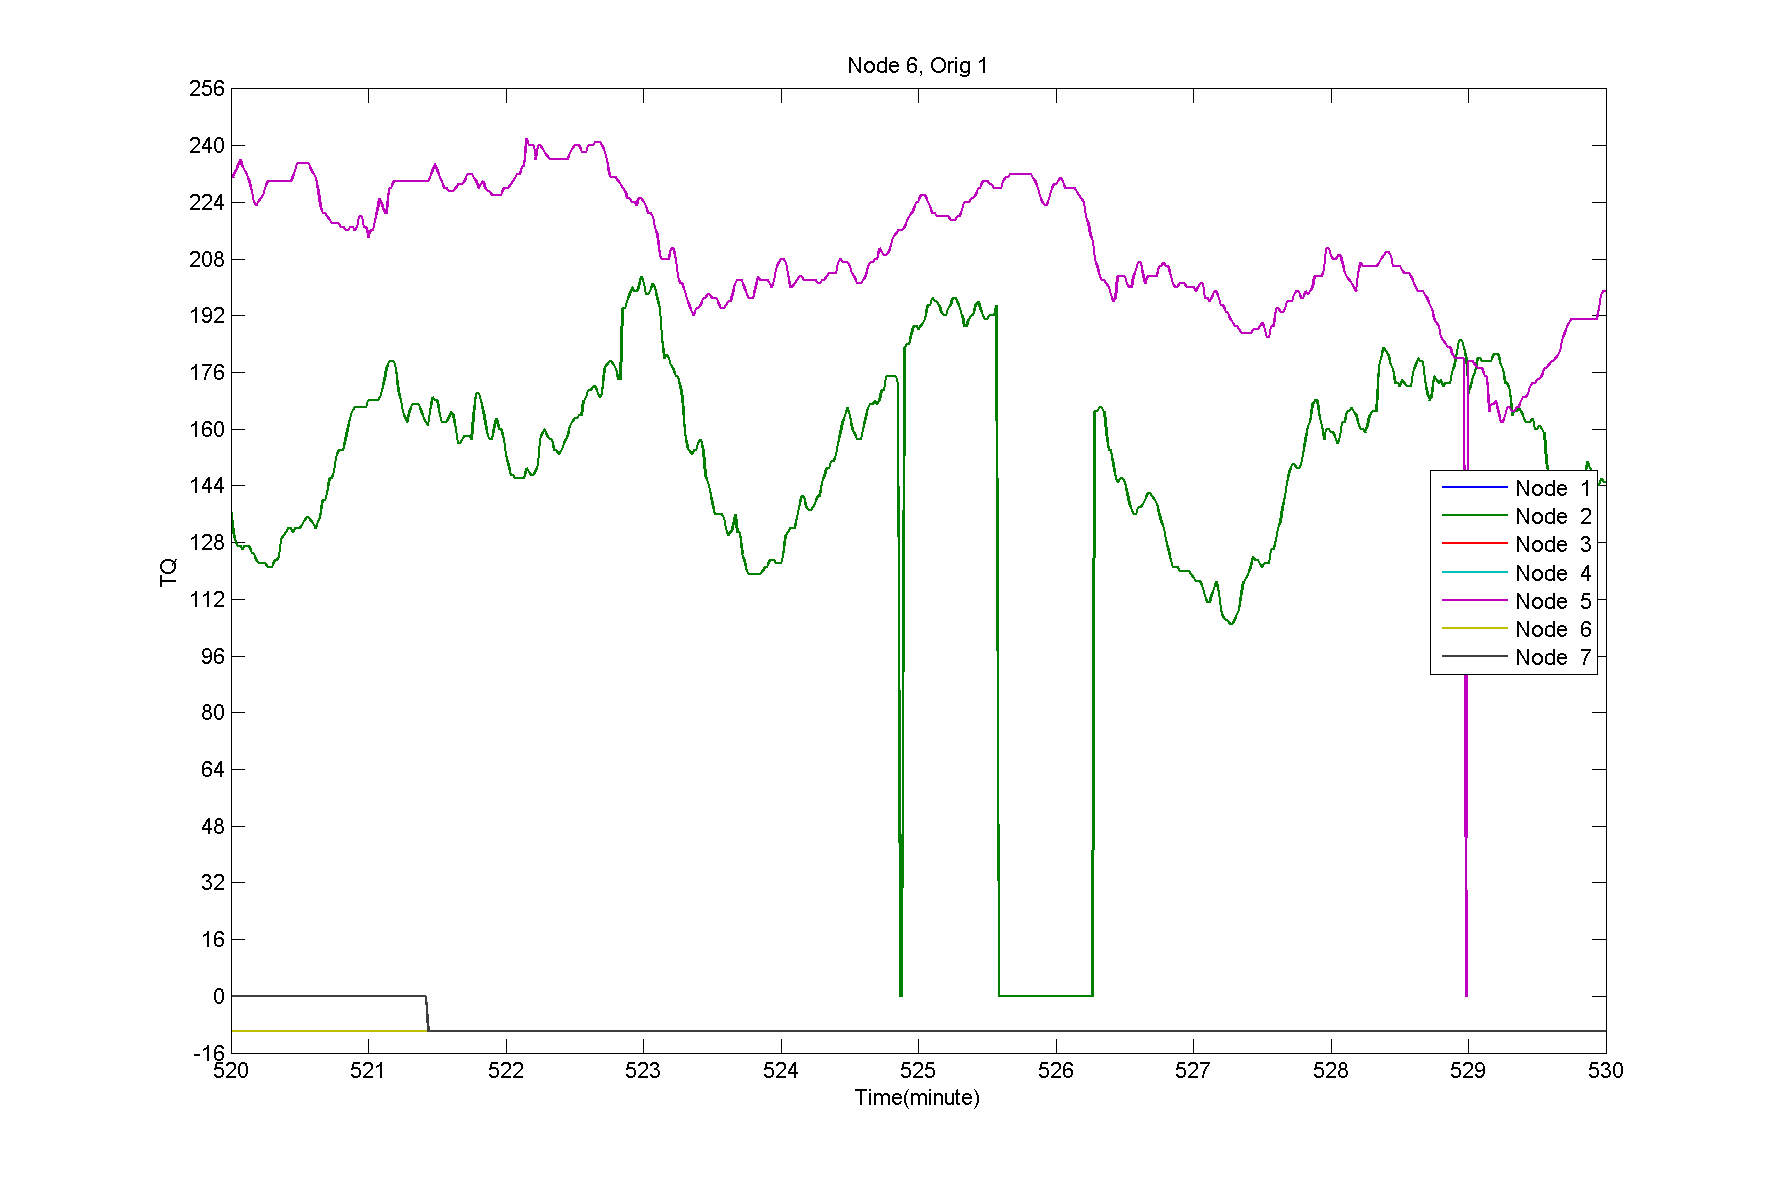 Node 6, Orig 1
256
240
224
208
192
176
160
144
128
112
96
80
64
48
32
16
0
-16
TQ
Node 1
Node 2
Node 3
Node 4
Node 5
Node 6
Node 7
520 521 522 523 524 525 526 527 528 529 530
Time(minute)